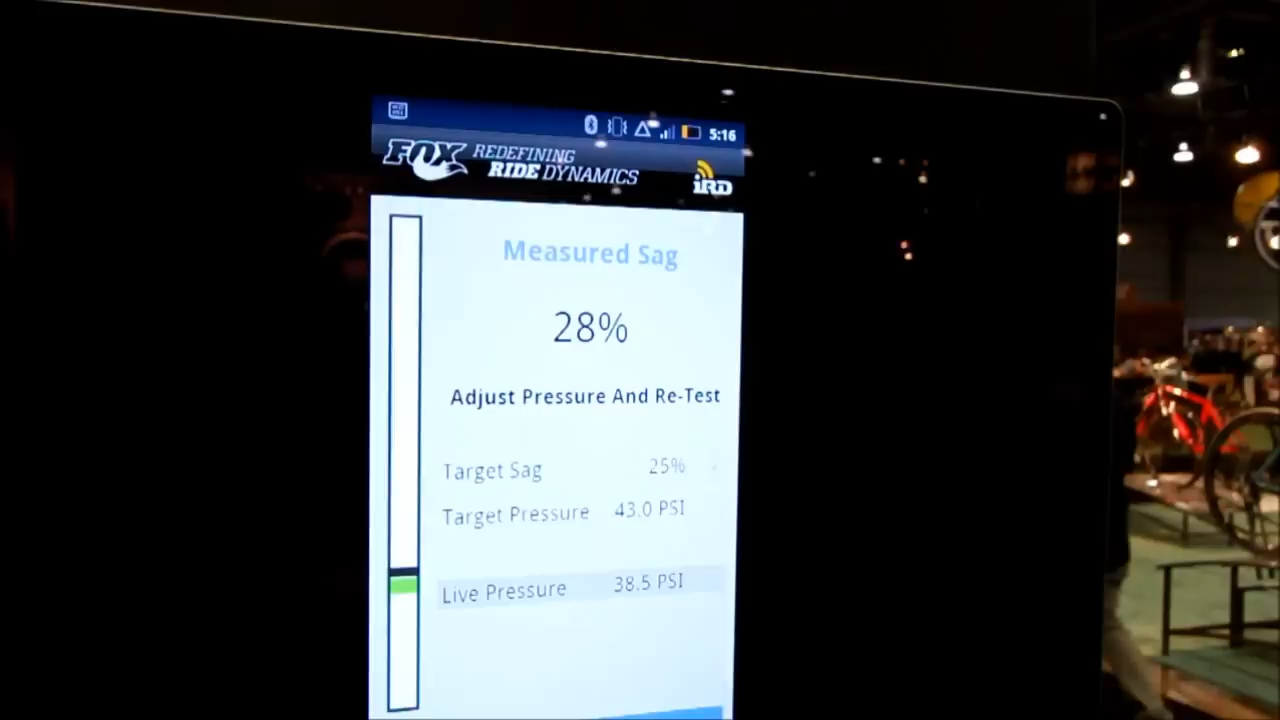 5:16
FOX REDEFINING
RIDE DYNAMICS
iRD
Measured Sag
28%
Adjust Pressure And Re-Test
Target Sag 25%
Target Pressure 43.0 PSI
Live Pressure 38.5 PSI